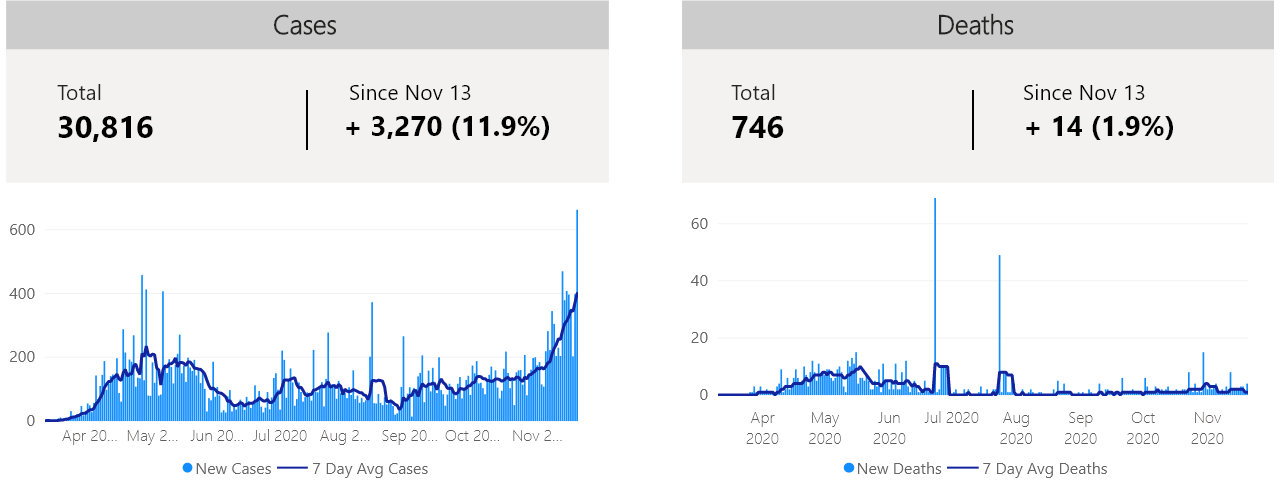 Cases
Total
30,816
Since Nov 13
+ 3,270 (11.9%)
600
400
200
0
Apr 20... May 2... Jun 20... Jul 2020 Aug 2... Sep 20... Oct 20... Nov 2...
New Cases 7 Day Avg Cases
Deaths
Total
746
Since Nov 13
+ 14 (1.9%)
60
40
20
0
Apr 2020 May 2020 Jun 2020 Jul 2020 Aug 2020 Sep 2020 Oct 2020 Nov 2020
New Deaths 7 Day Avg Deaths